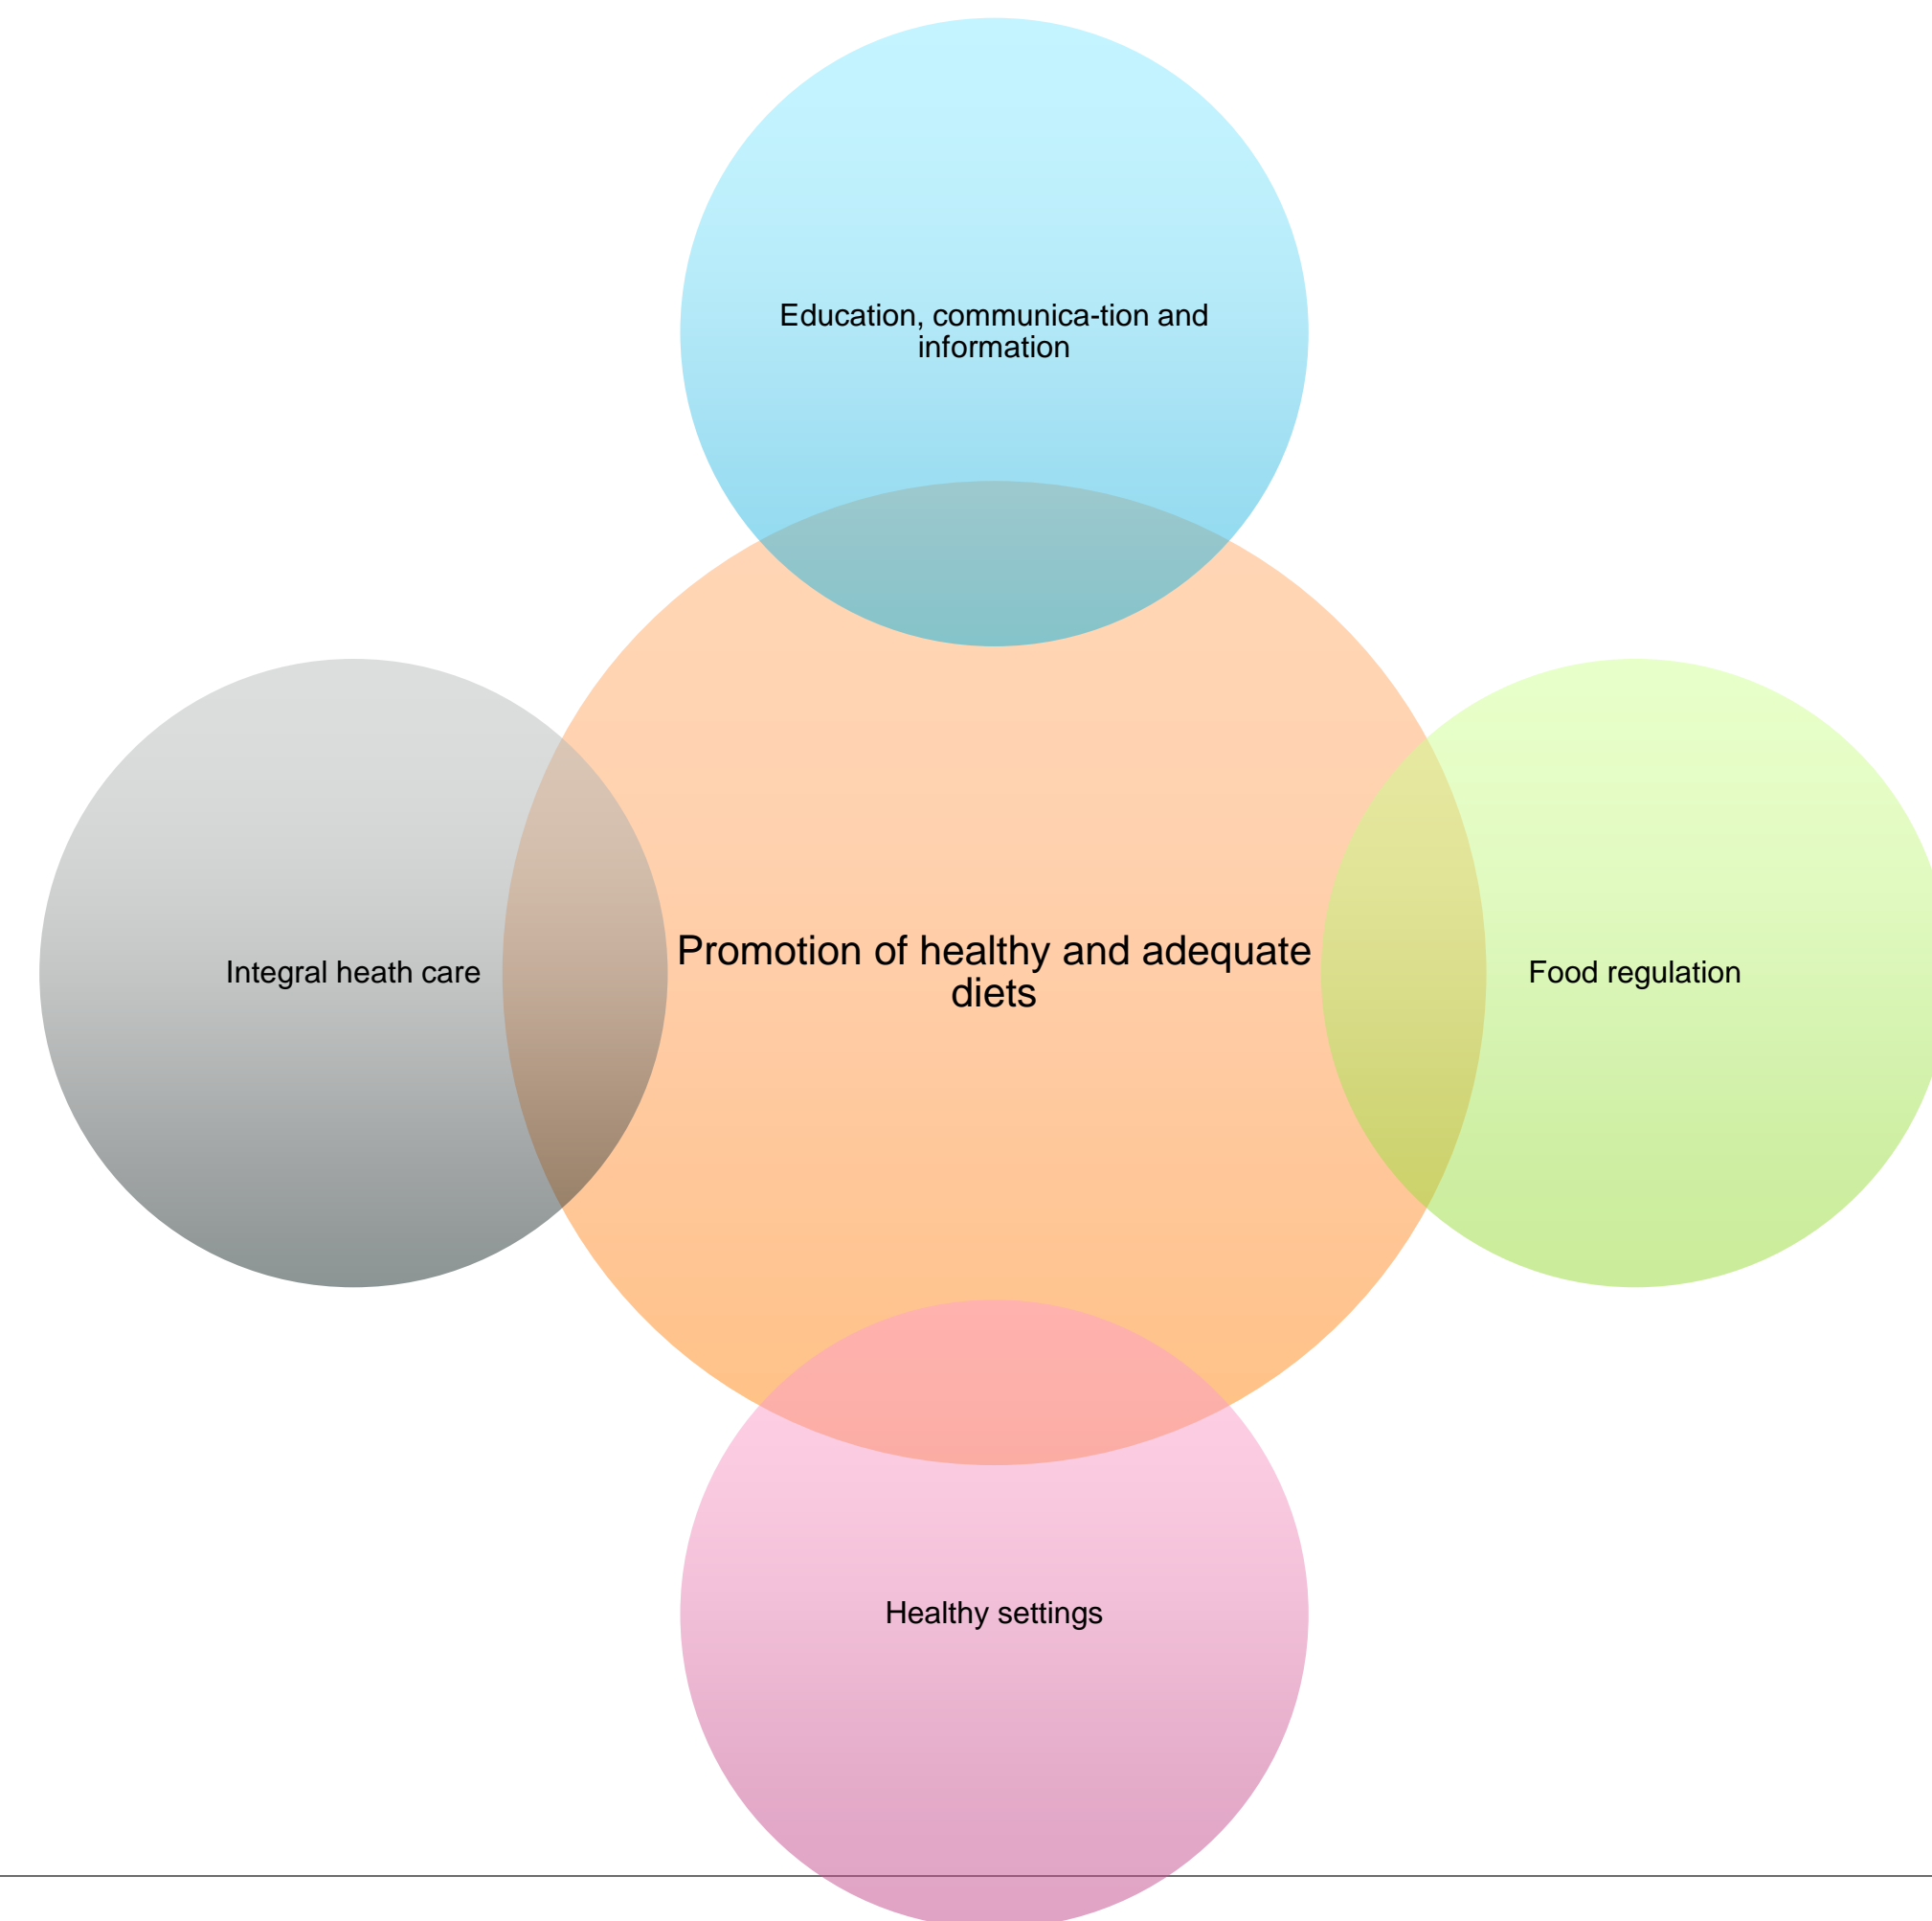 Education, communica-tion and
information
Promotion of healthy and adequate
diets
Integral heath care
Food regulation
Healthy settings